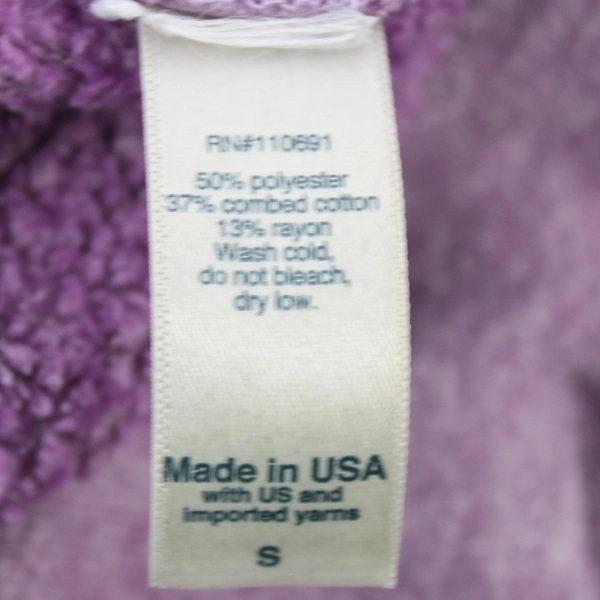 RN#110691
50% polyester
37% combed cotton
13% rayon
Wash cold,
do not bleach,
dry low.
Made in USA
with US and
imported yarns
S